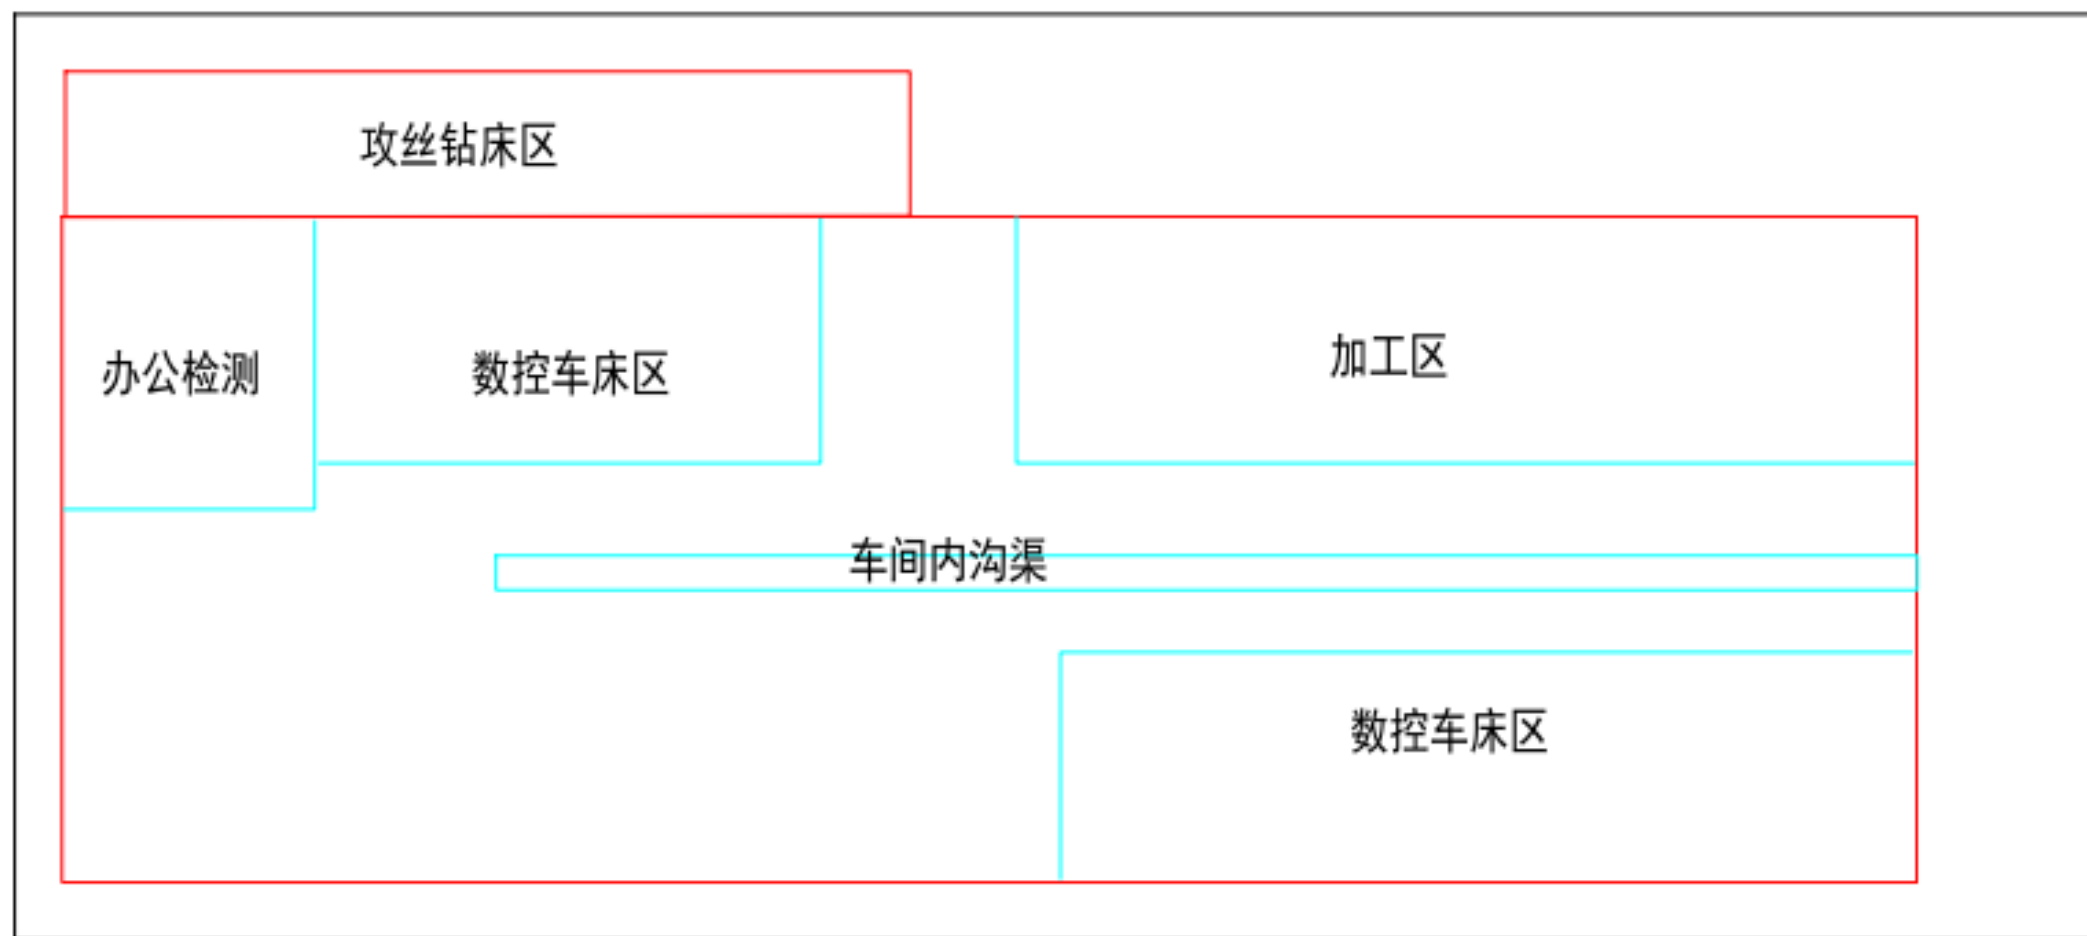 攻丝钻床区
办公检测
数控车床区
加工区
车间内沟渠
数控车床区